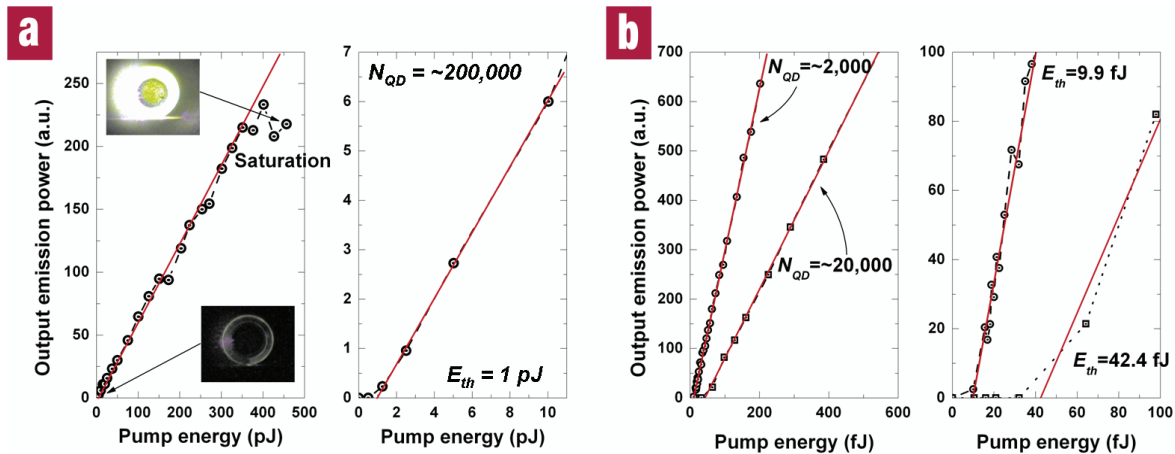 a
Output emission power (a.u.)
250
200
150
100
50
0
0 100 200 300 400 500
Pump energy (pJ)
Saturation
7
6
5
4
3
2
1
0
0 2 4 6 8 10
Pump energy (pJ)
N_QD = ~200,000
E_th = 1 pJ
b
Output emission power (a.u.)
700
600
500
400
300
200
100
0
0 200 400 600
Pump energy (fJ)
N_QD=~2,000
N_QD=~20,000
100
80
60
40
20
0
0 20 40 60 80 100
Pump energy (fJ)
E_th=9.9 fJ
E_th=42.4 fJ